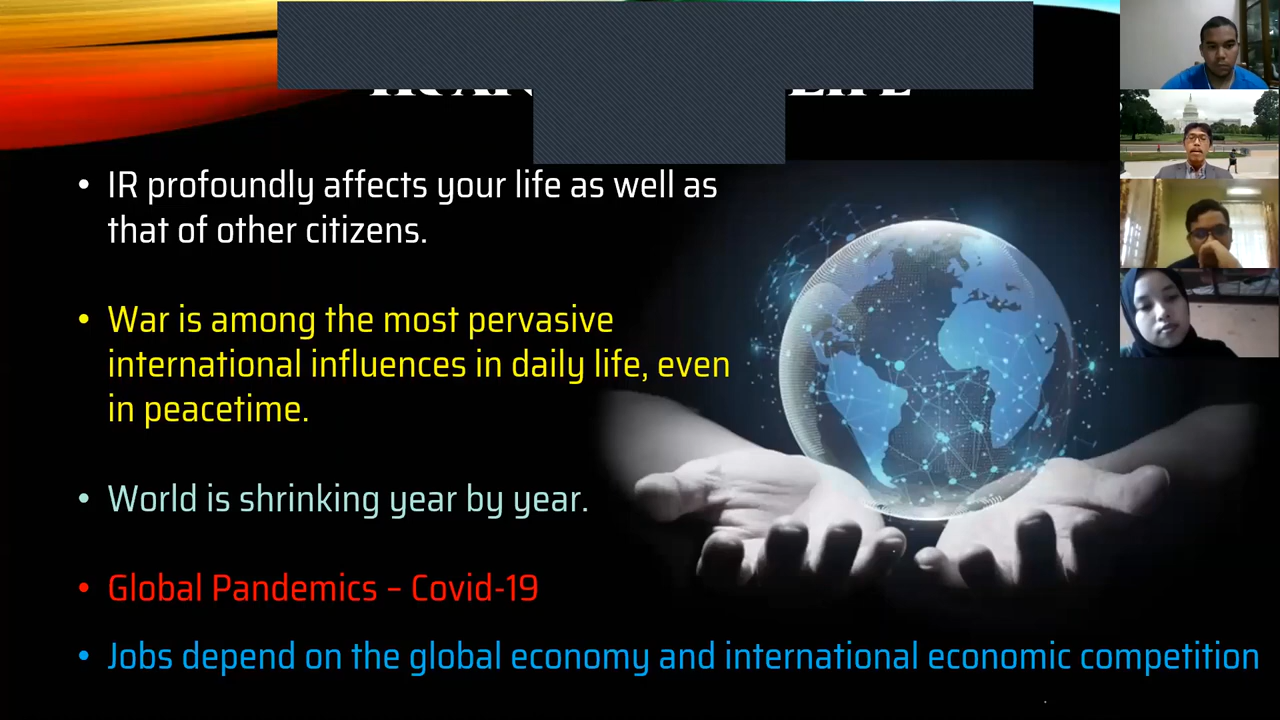 IR profoundly affects your life as well as
that of other citizens.
War is among the most pervasive
international influences in daily life, even
in peacetime.
World is shrinking year by year.
Global Pandemics – Covid-19
Jobs depend on the global economy and international economic competition